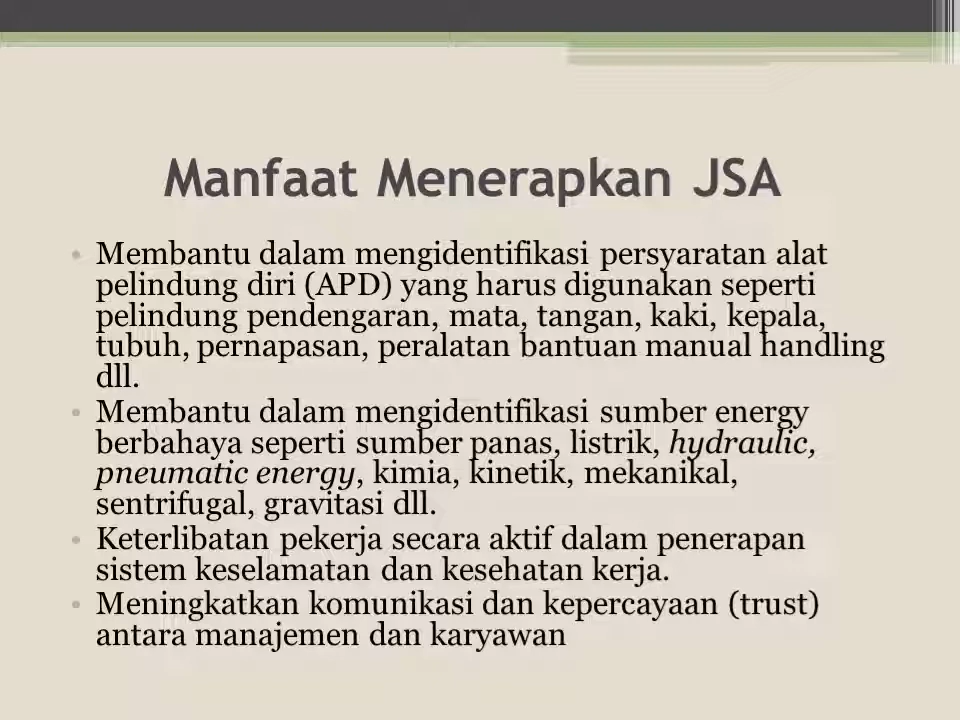 Manfaat Menerapkan JSA
• Membantu dalam mengidentifikasi persyaratan alat
pelindung diri (APD) yang harus digunakan seperti
pelindung pendengaran, mata, tangan, kaki, kepala,
tubuh, pernapasan, peralatan bantuan manual handling
dll.
• Membantu dalam mengidentifikasi sumber energy
berbahaya seperti sumber panas, listrik, hydraulic,
pneumatic energy, kimia, kinetik, mekanikal,
sentrifugal, gravitasi dll.
• Keterlibatan pekerja secara aktif dalam penerapan
sistem keselamatan dan kesehatan kerja.
• Meningkatkan komunikasi dan kepercayaan (trust)
antara manajemen dan karyawan